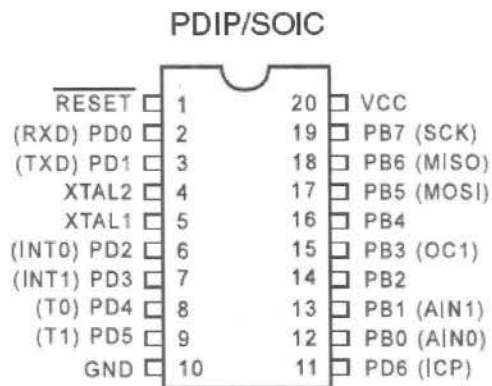 PDIP/SOIC
RESET 1 20 VCC
(RXD) PD0 2 19 PB7 (SCK)
(TXD) PD1 3 18 PB6 (MISO)
XTAL2 4 17 PB5 (MOSI)
XTAL1 5 16 PB4
(INT0) PD2 6 15 PB3 (OC1)
(INT1) PD3 7 14 PB2
(T0) PD4 8 13 PB1 (AIN1)
(T1) PD5 9 12 PB0 (AIN0)
GND 10 11 PD6 (ICP)